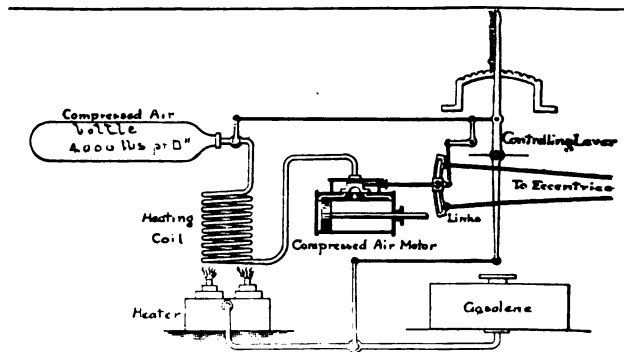 Compressed Air
bottle
4000 lbs pr □"
Controlling Lever
To Eccentrics
Heating
Coil
Links
Compressed Air Motor
Heater
Gasolene